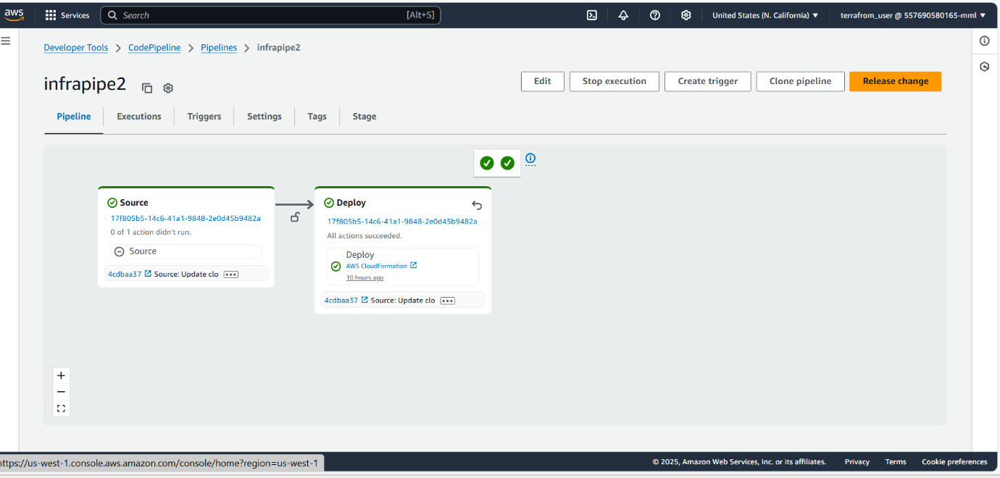 aws Services Search [Alt+S] United States (N. California) ▼ terrafrom_user @ 557690580165-mml ▼
Developer Tools > CodePipeline > Pipelines > infrapipe2
infrapipe2
Edit Stop execution Create trigger Clone pipeline Release change
Pipeline Executions Triggers Settings Tags Stage
Source
17f805b5-14c6-41a1-9848-2e0d45b9482a
0 of 1 action didn't run.
Source
4cdbaa37 Source: Update clo
Deploy
17f805b5-14c6-41a1-9848-2e0d45b9482a
All actions succeeded.
Deploy
AWS CloudFormation
10 hours ago
4cdbaa37 Source: Update clo
https://us-west-1.console.aws.amazon.com/console/home?region=us-west-1
© 2025, Amazon Web Services, Inc. or its affiliates. Privacy Terms Cookie preferences